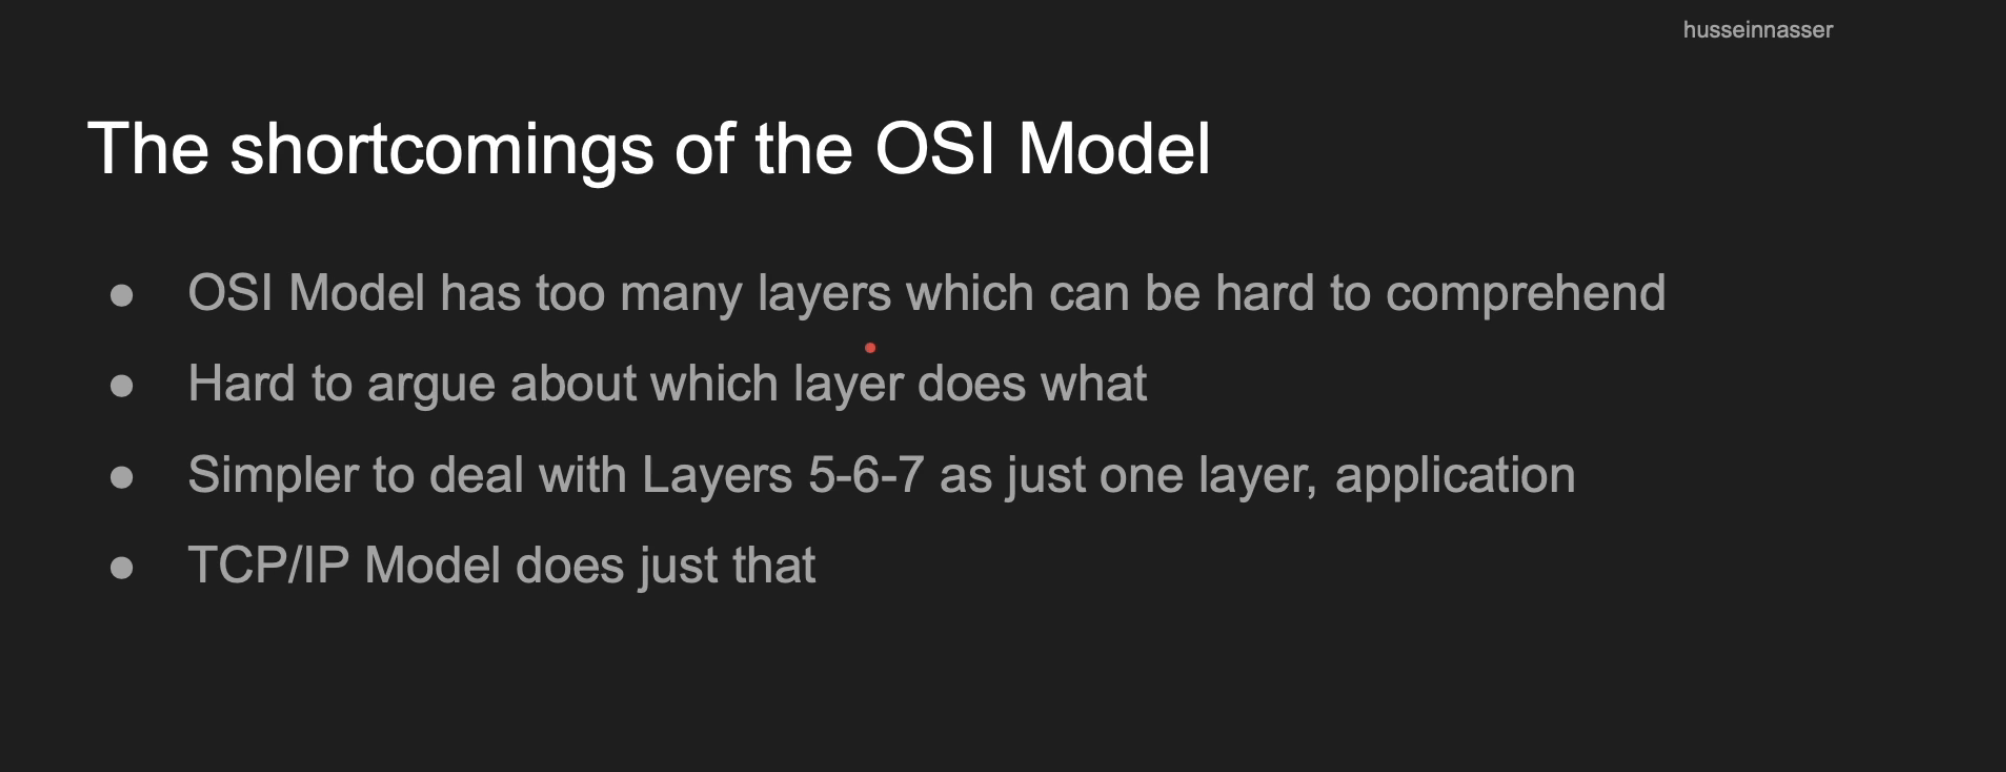 husseinnasser
The shortcomings of the OSI Model
● OSI Model has too many layers which can be hard to comprehend
● Hard to argue about which layer does what
● Simpler to deal with Layers 5-6-7 as just one layer, application
● TCP/IP Model does just that